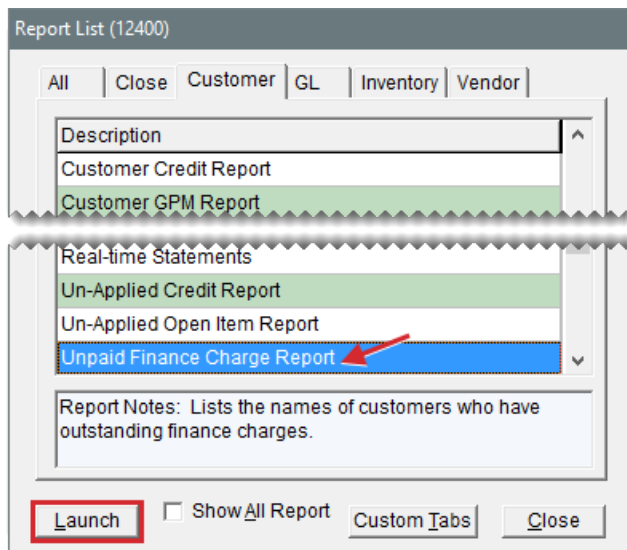 Report List (12400)
All Close Customer GL Inventory Vendor
Description
Customer Credit Report
Customer GPM Report
Real-time Statements
Un-Applied Credit Report
Un-Applied Open Item Report
Unpaid Finance Charge Report
Report Notes: Lists the names of customers who have
outstanding finance charges.
Launch Show All Report Custom Tabs Close